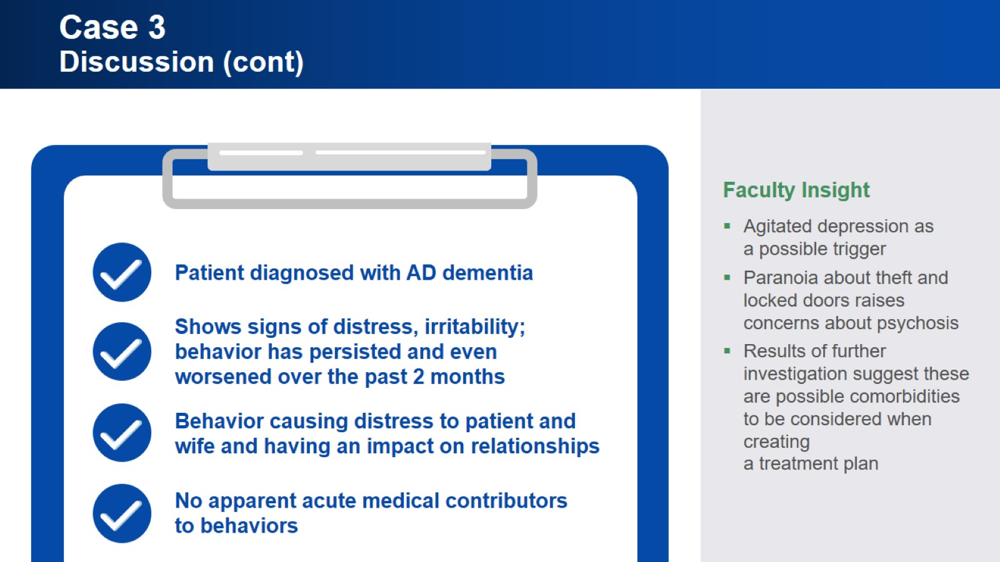 Case 3
Discussion (cont)
Patient diagnosed with AD dementia
Shows signs of distress, irritability;
behavior has persisted and even
worsened over the past 2 months
Behavior causing distress to patient and
wife and having an impact on relationships
No apparent acute medical contributors
to behaviors
Faculty Insight
▪ Agitated depression as
a possible trigger
▪ Paranoia about theft and
locked doors raises
concerns about psychosis
▪ Results of further
investigation suggest these
are possible comorbidities
to be considered when
creating
a treatment plan